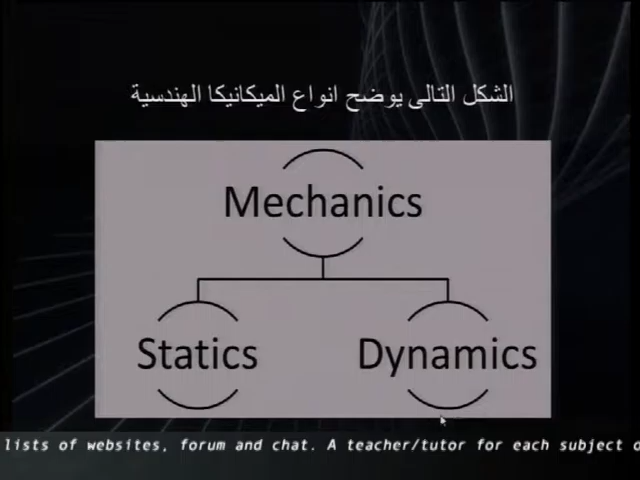 الشكل التالى يوضح انواع الميكانيكا الهندسية
Mechanics
Statics
Dynamics
lists of websites, forum and chat. A teacher/tutor for each subject